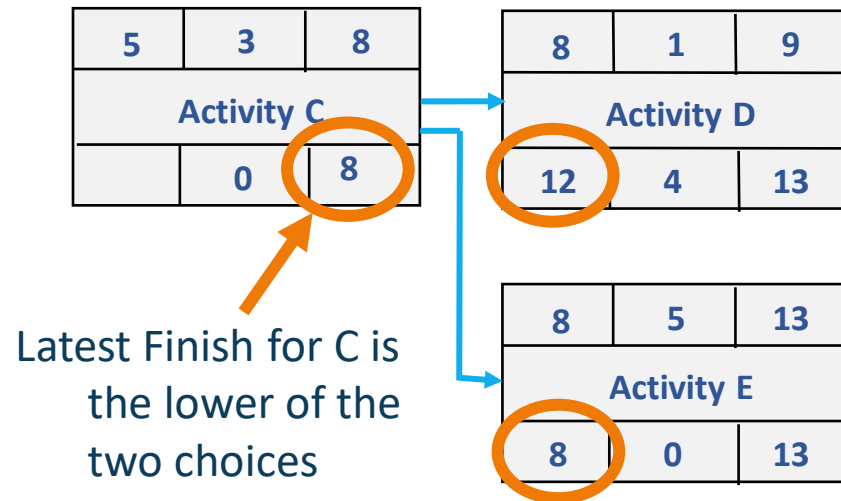 5 3 8
Activity C
0 8
8 1 9
Activity D
12 4 13
8 5 13
Activity E
8 0 13
Latest Finish for C is
the lower of the
two choices